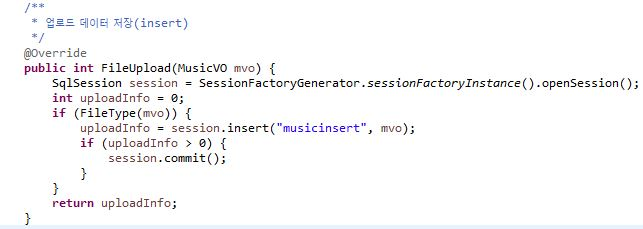 /**
 * 업로드 데이터 저장(insert)
 */
@Override
public int FileUpload(MusicVO mvo) {
    SqlSession session = SessionFactoryGenerator.sessionFactoryInstance().openSession();
    int uploadInfo = 0;
    if (FileType(mvo)) {
        uploadInfo = session.insert("musicinsert", mvo);
        if (uploadInfo > 0) {
            session.commit();
        }
    }
    return uploadInfo;
}